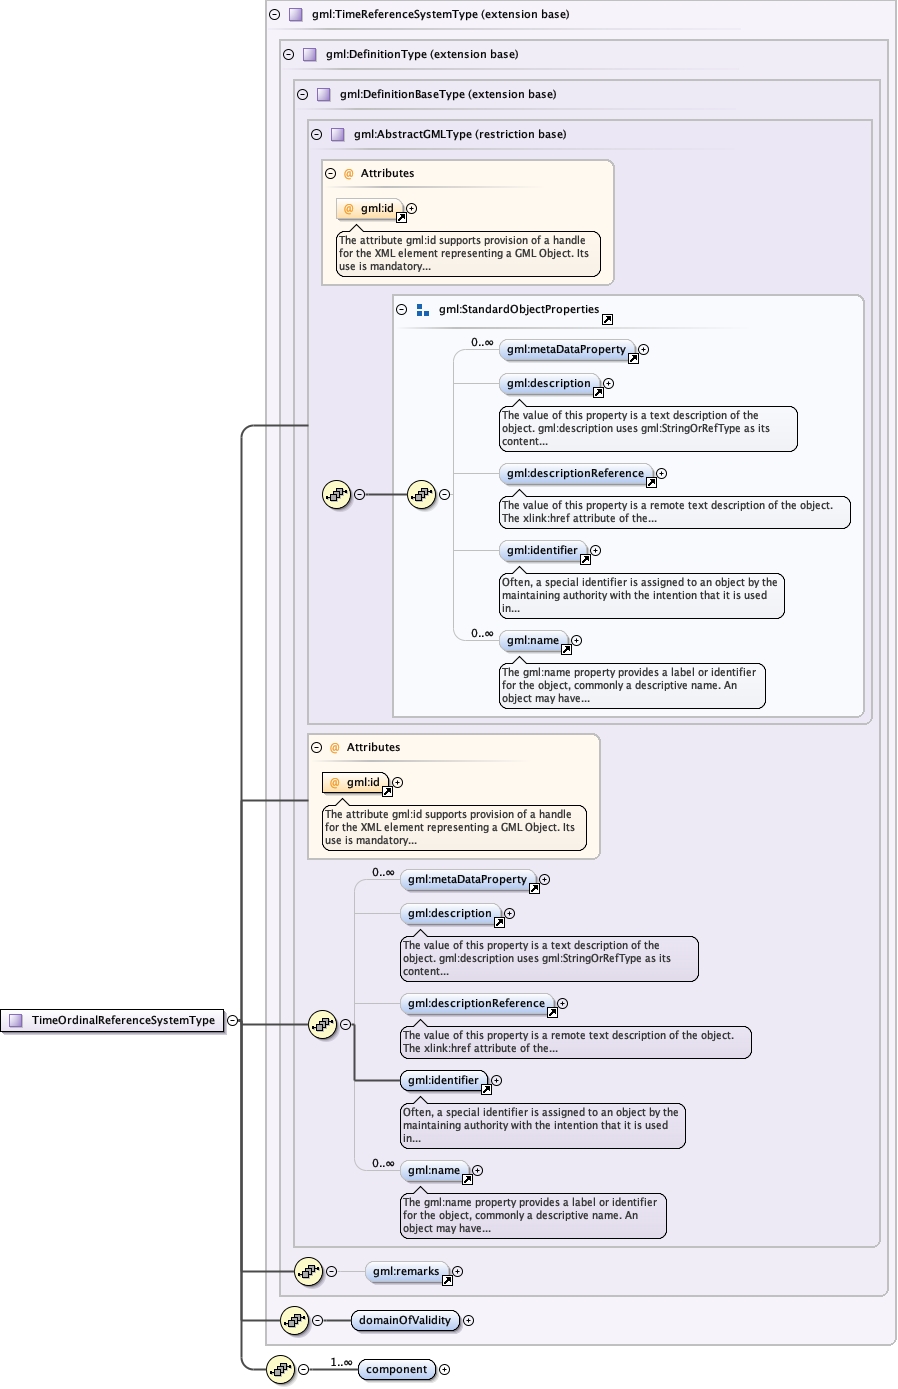 gml:TimeReferenceSystemType (extension base)
gml:DefinitionType (extension base)
gml:DefinitionBaseType (extension base)
gml:AbstractGMLType (restriction base)
@ Attributes
@ gml:id
The attribute gml:id supports provision of a handle
for the XML element representing a GML Object. Its
use is mandatory...
gml:StandardObjectProperties
0..∞
gml:metaDataProperty
gml:description
The value of this property is a text description of the
object. gml:description uses gml:StringOrRefType as its
content...
gml:descriptionReference
The value of this property is a remote text description of the object.
The xlink:href attribute of the...
gml:identifier
Often, a special identifier is assigned to an object by the
maintaining authority with the intention that it is used
in...
0..∞
gml:name
The gml:name property provides a label or identifier
for the object, commonly a descriptive name. An
object may have...
@ Attributes
@ gml:id
The attribute gml:id supports provision of a handle
for the XML element representing a GML Object. Its
use is mandatory...
0..∞
gml:metaDataProperty
gml:description
The value of this property is a text description of the
object. gml:description uses gml:StringOrRefType as its
content...
gml:descriptionReference
The value of this property is a remote text description of the object.
The xlink:href attribute of the...
TimeOrdinalReferenceSystemType
gml:identifier
Often, a special identifier is assigned to an object by the
maintaining authority with the intention that it is used
in...
0..∞
gml:name
The gml:name property provides a label or identifier
for the object, commonly a descriptive name. An
object may have...
gml:remarks
domainOfValidity
1..∞
component